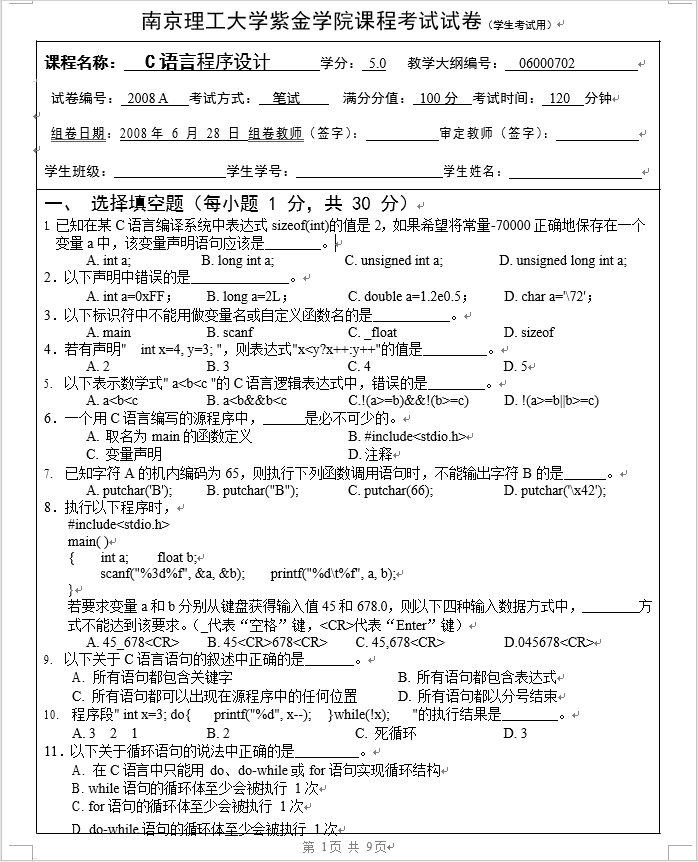 南京理工大学紫金学院课程考试试卷(学生考试用)
课程名称: C 语言程序设计 学分: 5.0 教学大纲编号: 06000702
试卷编号: 2008 A 考试方式: 笔试 满分分值: 100 分 考试时间: 120 分钟
组卷日期:2008 年 6 月 28 日 组卷教师(签字): 审定教师(签字):
学生班级: 学生学号: 学生姓名:
一、 选择填空题(每小题 1 分,共 30 分)
1 已知在某 C 语言编译系统中表达式 sizeof(int)的值是 2,如果希望将常量-70000 正确地保存在一个
变量 a 中,该变量声明语句应该是________。
A. int a; B. long int a; C. unsigned int a; D. unsigned long int a;
2.以下声明中错误的是______________。
A. int a=0xFF; B. long a=2L; C. double a=1.2e0.5; D. char a='\72';
3.以下标识符中不能用做变量名或自定义函数名的是___________。
A. main B. scanf C. _float D. sizeof
4.若有声明" int x=4, y=3; ",则表达式"x<y?x++:y++"的值是_________。
A. 2 B. 3 C. 4 D. 5
5. 以下表示数学式" a<b<c "的 C 语言逻辑表达式中,错误的是________。
A. a<b<c B. a<b&&b<c C.!(a>=b)&&!(b>=c) D. !(a>=b||b>=c)
6.一个用 C 语言编写的源程序中,______是必不可少的。
A. 取名为 main 的函数定义 B. #include<stdio.h>
C. 变量声明 D.注释
7. 已知字符 A 的机内编码为 65,则执行下列函数调用语句时,不能输出字符 B 的是______。
A. putchar('B'); B. putchar("B"); C. putchar(66); D. putchar('\x42');
8.执行以下程序时,
#include<stdio.h>
main( )
{ int a; float b;
scanf("%3d%f", &a, &b); printf("%d\t%f", a, b);
}
若要求变量 a 和 b 分别从键盘获得输入值 45 和 678.0,则以下四种输入数据方式中,________方
式不能达到该要求。(_代表“空格”键,<CR>代表“Enter”键)
A. 45_678<CR> B. 45<CR>678<CR> C. 45,678<CR> D.045678<CR>
9. 以下关于 C 语言语句的叙述中正确的是_______。
A. 所有语句都包含关键字 B. 所有语句都包含表达式
C. 所有语句都可以出现在源程序中的任何位置 D. 所有语句都以分号结束
10. 程序段" int x=3; do{ printf("%d", x--); }while(!x); "的执行结果是________。
A. 3 2 1 B. 2 C. 死循环 D. 3
11.以下关于循环语句的说法中正确的是_________。
A. 在 C 语言中只能用 do、do-while 或 for 语句实现循环结构
B. while 语句的循环体至少会被执行 1 次
C. for 语句的循环体至少会被执行 1 次
D. do-while 语句的循环体至少会被执行 1 次
第 1页 共 9页